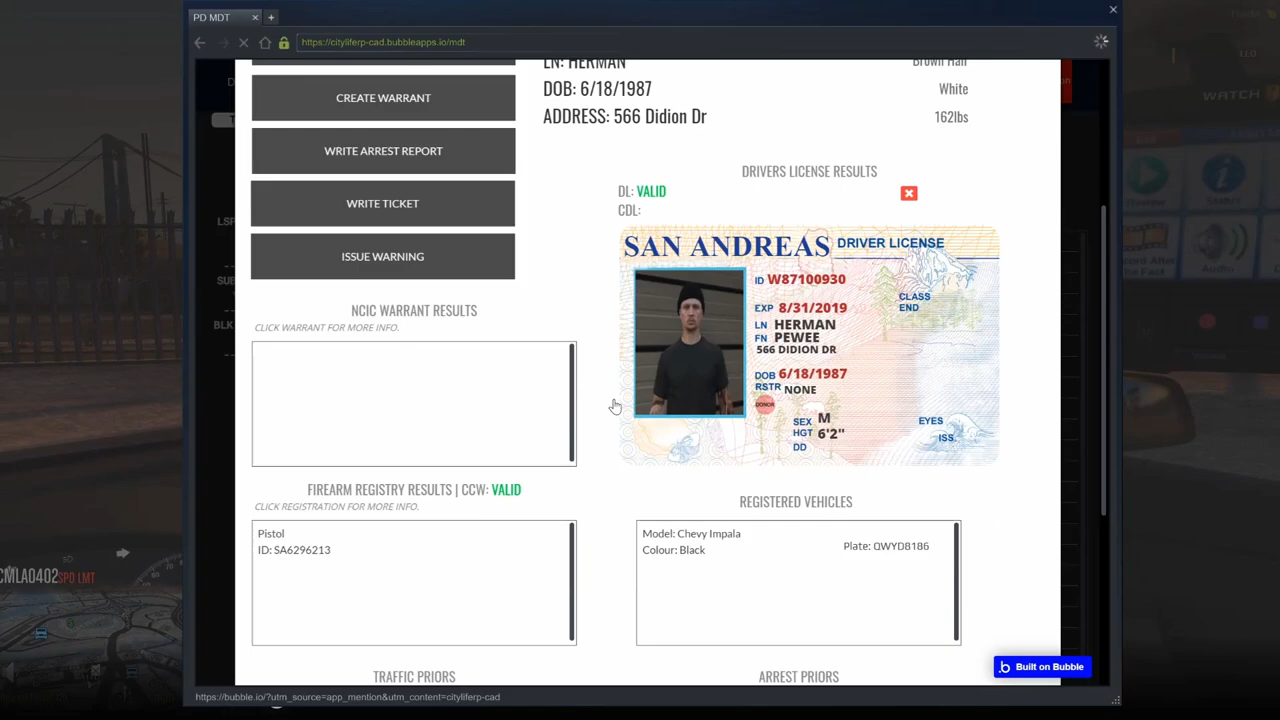 PD MDT
https://cityliferp-cad.bubbleapps.io/mdt
LN: HERMAN
Brown Hair
CREATE WARRANT
DOB: 6/18/1987
White
ADDRESS: 566 Didion Dr
162lbs
WRITE ARREST REPORT
DRIVERS LICENSE RESULTS
DL: VALID
CDL:
WRITE TICKET
ISSUE WARNING
SAN ANDREAS DRIVER LICENSE
ID W87100930
EXP 8/31/2019
CLASS
END
LN HERMAN
FN PEWEE
566 DIDION DR
DOB 6/18/1987
RSTR NONE
DONOR
SEX M
HGT 6'2"
DD
EYES
ISS
NCIC WARRANT RESULTS
CLICK WARRANT FOR MORE INFO.
FIREARM REGISTRY RESULTS | CCW: VALID
CLICK REGISTRATION FOR MORE INFO.
Pistol
ID: SA6296213
REGISTERED VEHICLES
Model: Chevy Impala
Colour: Black
Plate: QWYD8186
TRAFFIC PRIORS
ARREST PRIORS
Built on Bubble
https://bubble.io/?utm_source=app_mention&utm_content=cityliferp-cad
WATCH
Status
CMLA0402 SPD LMT